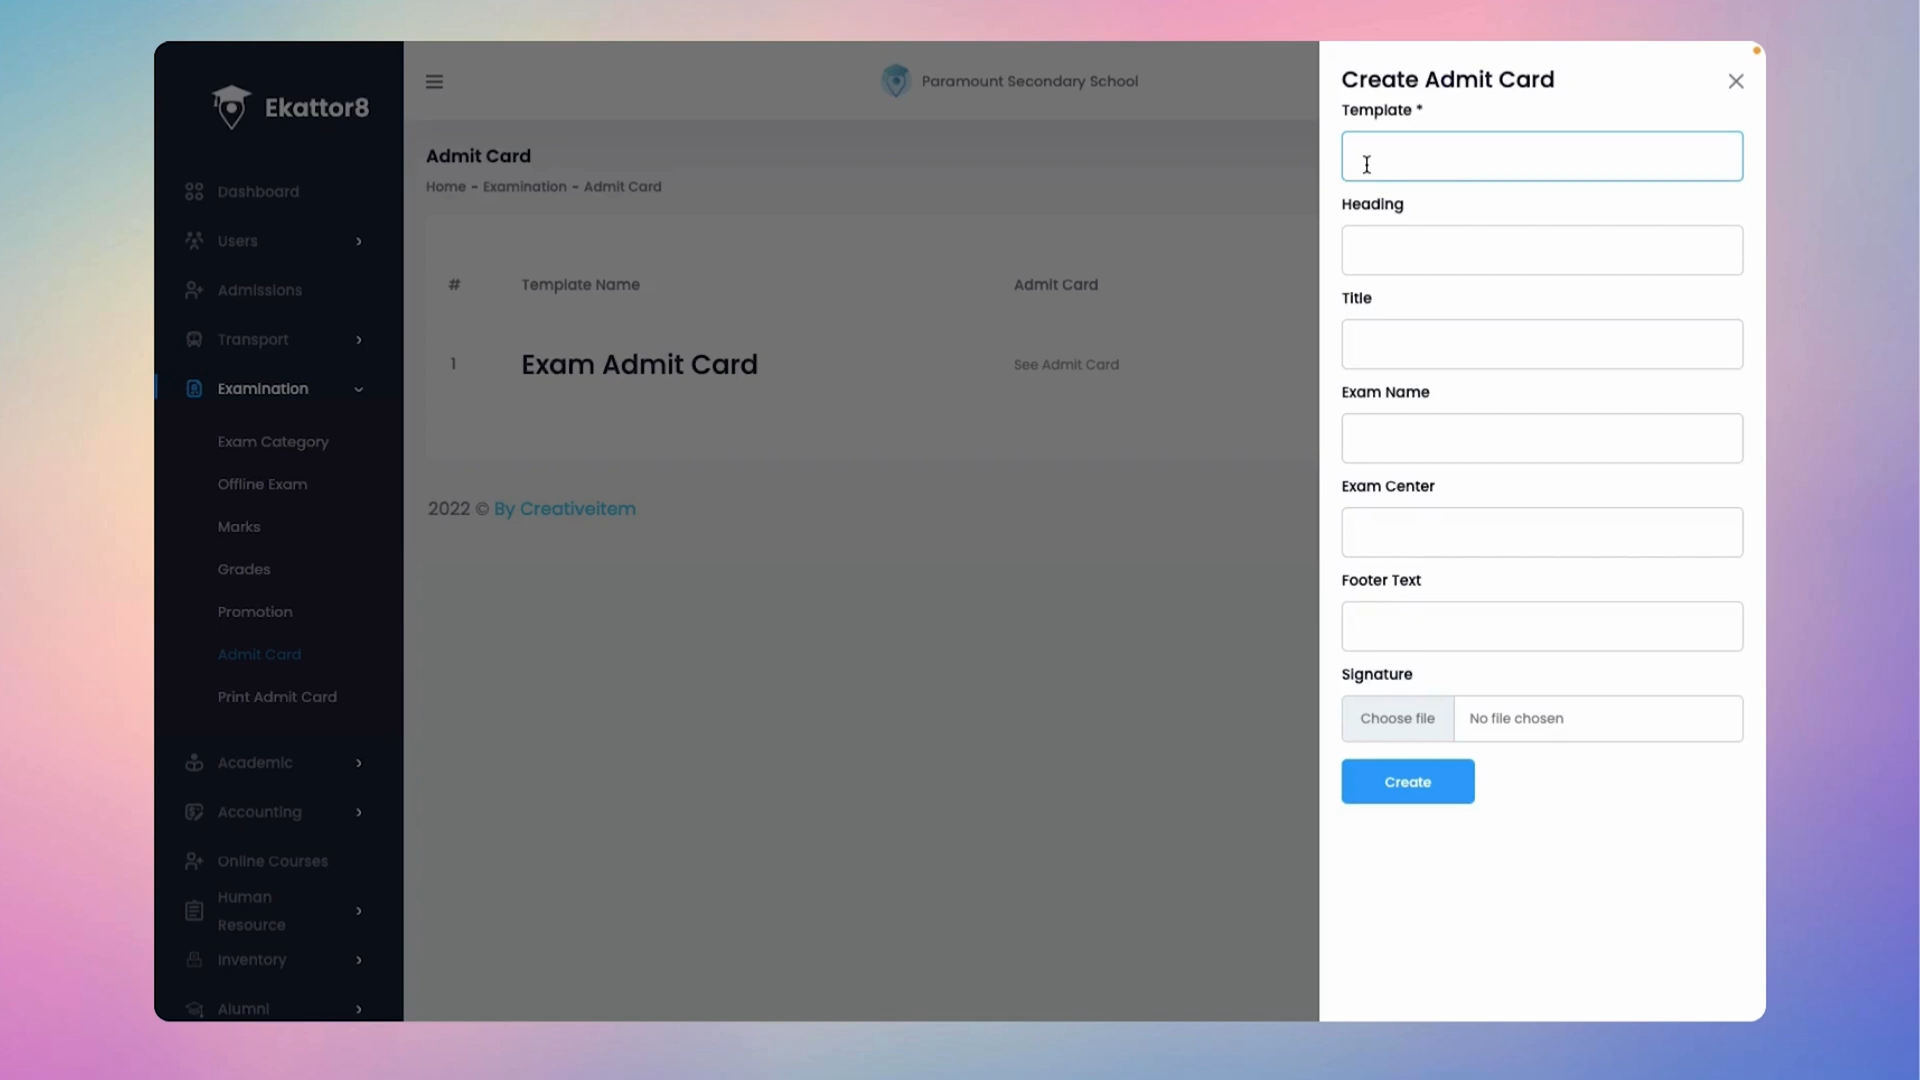 Ekattor8
Dashboard
Users
Admissions
Transport
Examination
Exam Category
Offline Exam
Marks
Grades
Promotion
Admit Card
Print Admit Card
Academic
Accounting
Online Courses
Human
Resource
Inventory
Alumni
Paramount Secondary School
Admit Card
Home - Examination - Admit Card
# Template Name Admit Card
1 Exam Admit Card See Admit Card
2022 © By Creativeitem
Create Admit Card
Template *
Heading
Title
Exam Name
Exam Center
Footer Text
Signature
Choose file No file chosen
Create